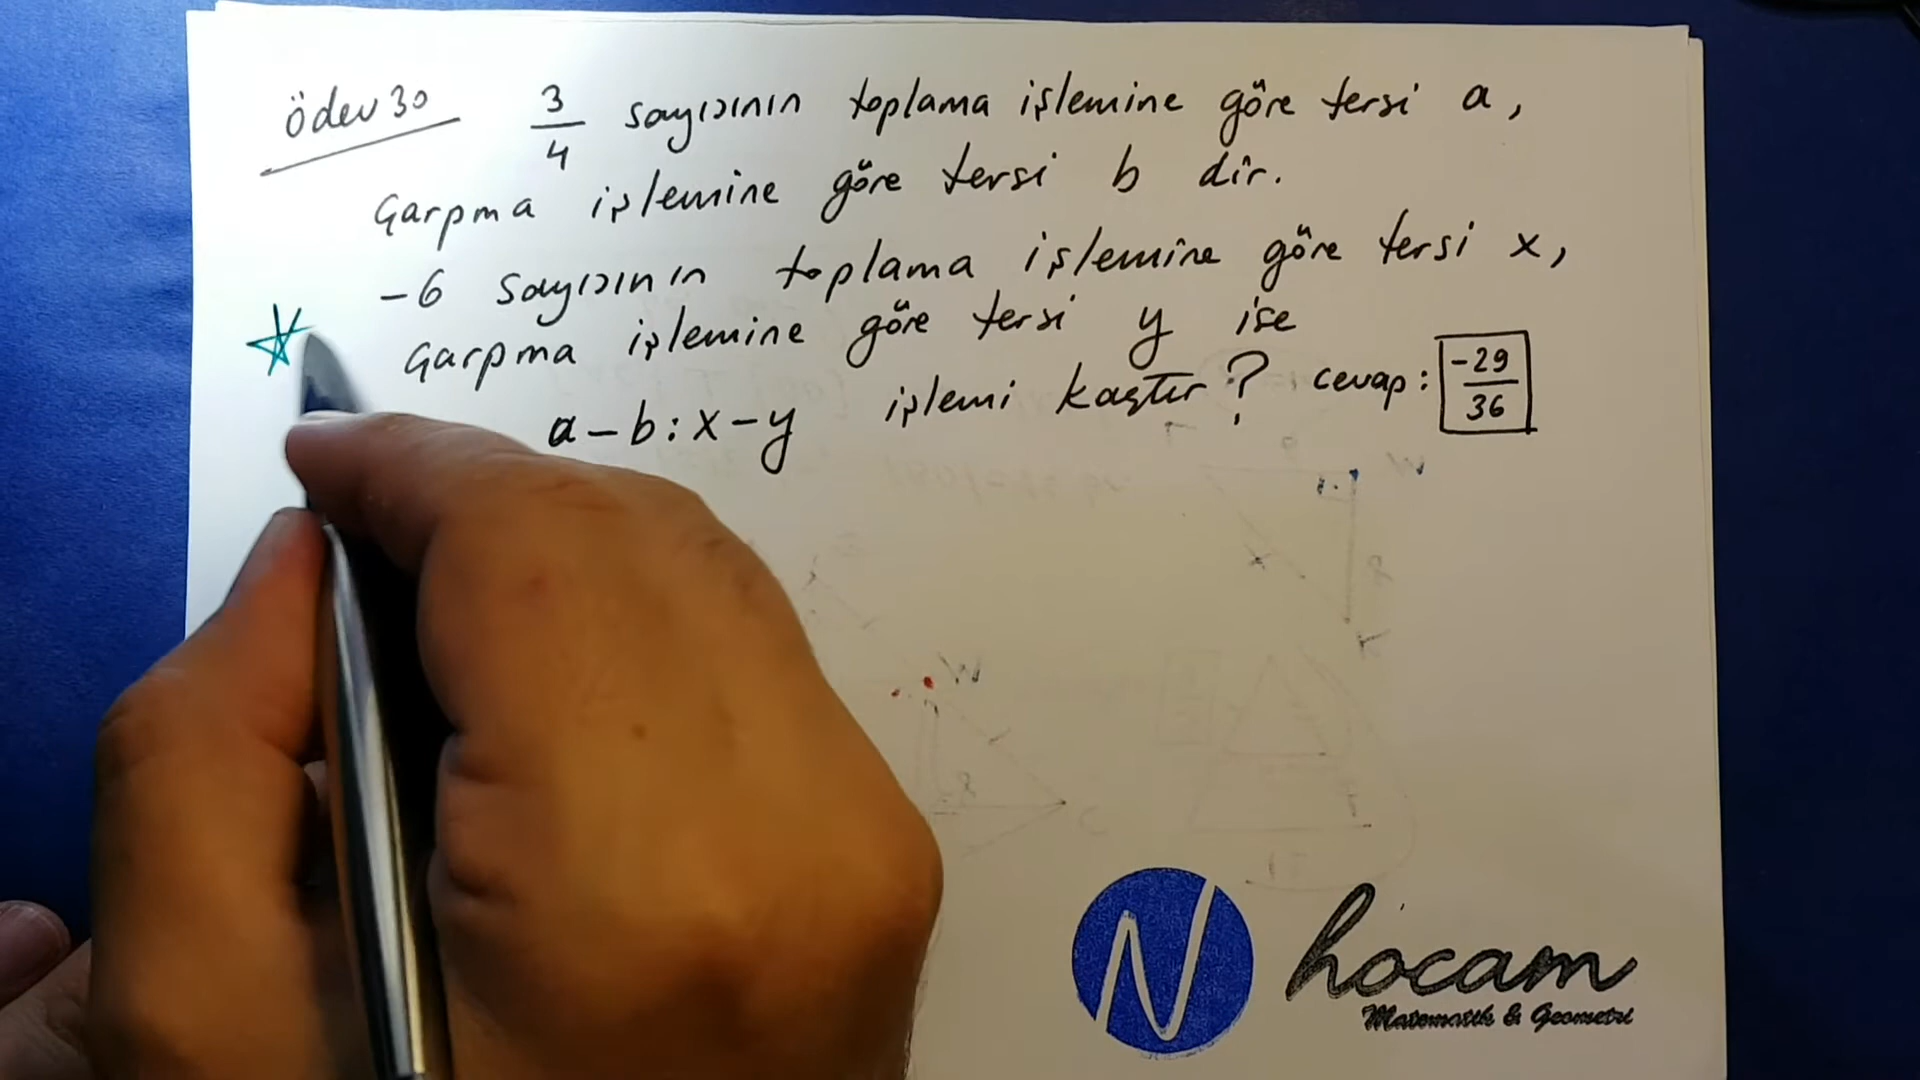 ödev 30 3/4 sayısının toplama işlemine göre tersi a,
Çarpma işlemine göre tersi b dir.
-6 sayısının toplama işlemine göre tersi x,
Çarpma işlemine göre tersi y ise
a-b:x-y işlemi kaçtır? cevap: -29/36
N hocam
Matematik & Geometri